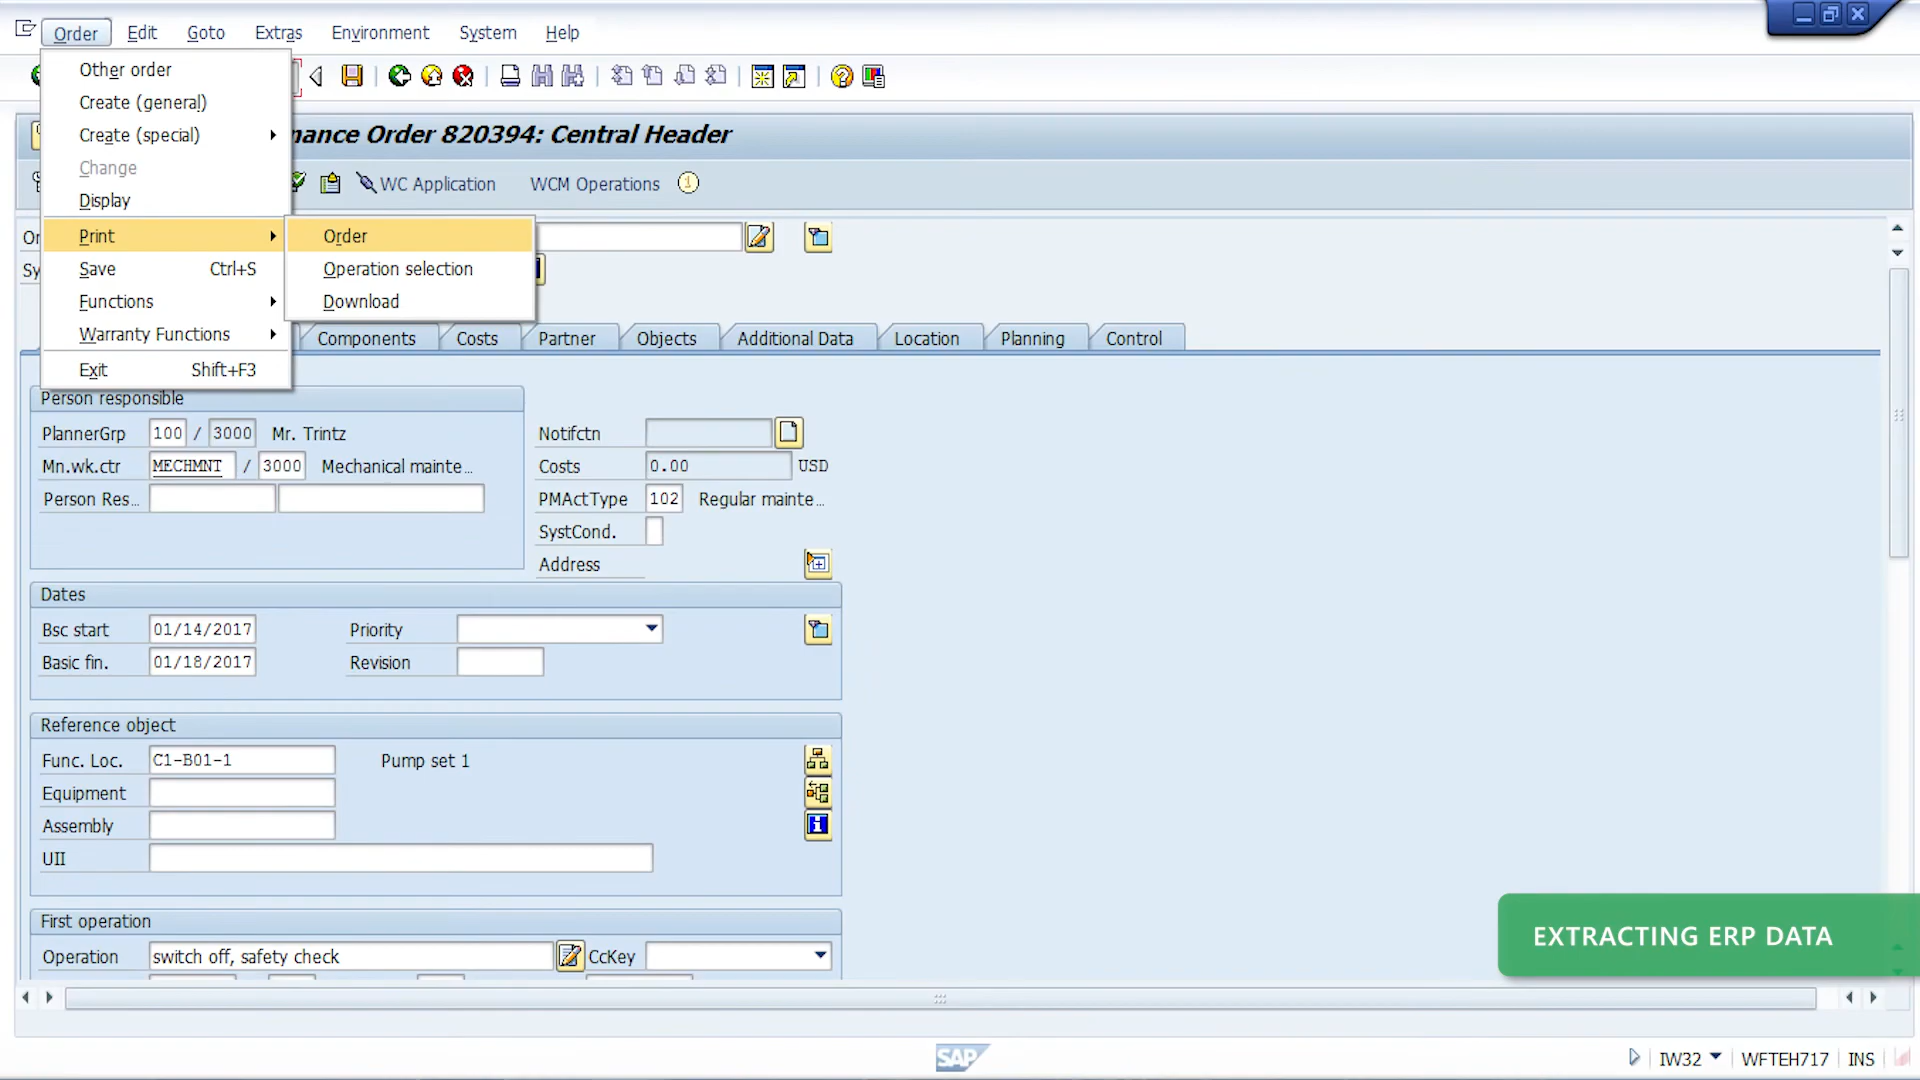 Order Edit Goto Extras Environment System Help
Other order
Create (general)
Create (special)
Change
Display
Print
Save Ctrl+S
Functions
Warranty Functions
Exit Shift+F3
Order
Operation selection
Download
nance Order 820394: Central Header
WC Application WCM Operations
Or
Sy
Components Costs Partner Objects Additional Data Location Planning Control
Person responsible
PlannerGrp 100 / 3000 Mr. Trintz
Mn.wk.ctr MECHMNT / 3000 Mechanical mainte…
Person Res…
Notifctn
Costs 0.00 USD
PMActType 102 Regular mainte…
SystCond.
Address
Dates
Bsc start 01/14/2017 Priority
Basic fin. 01/18/2017 Revision
Reference object
Func. Loc. C1-B01-1 Pump set 1
Equipment
Assembly
UII
First operation
Operation switch off, safety check CcKey
EXTRACTING ERP DATA
SAP
IW32 WFTEH717 INS